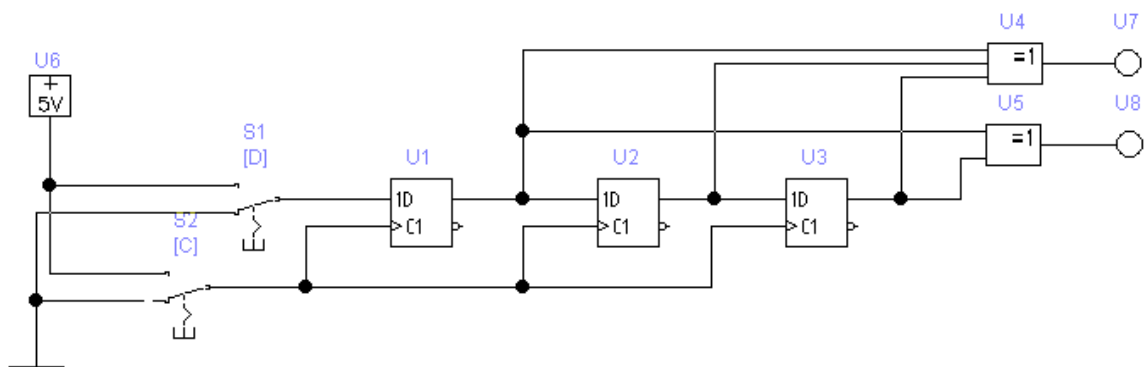 U4
U7
=1
U6
+
5V
U5
U8
=1
S1
[D]
U1
U2
U3
1D
C1
1D
C1
1D
C1
S2
[C]